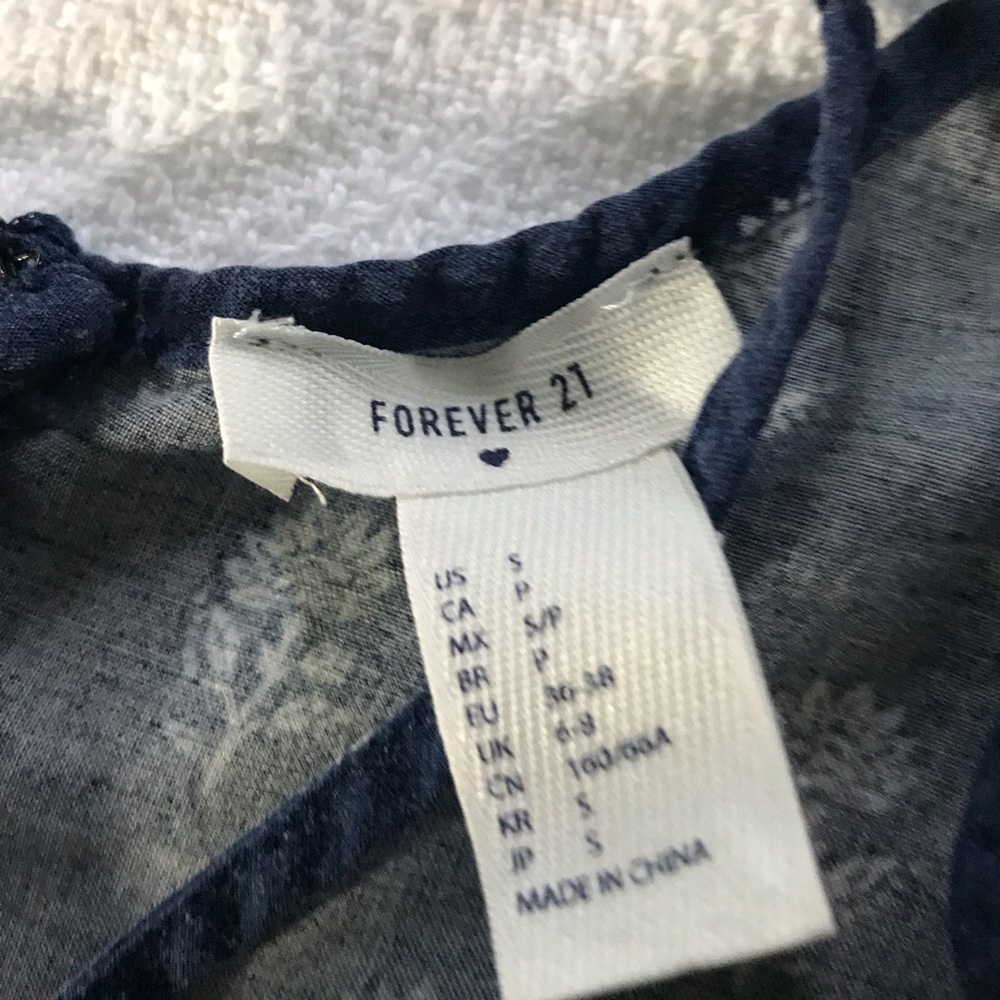 FOREVER 21
US S
CA P
MX S/P
BR P
EU 36-38
UK 6-8
CN 160/66A
KR S
JP S
MADE IN CHINA